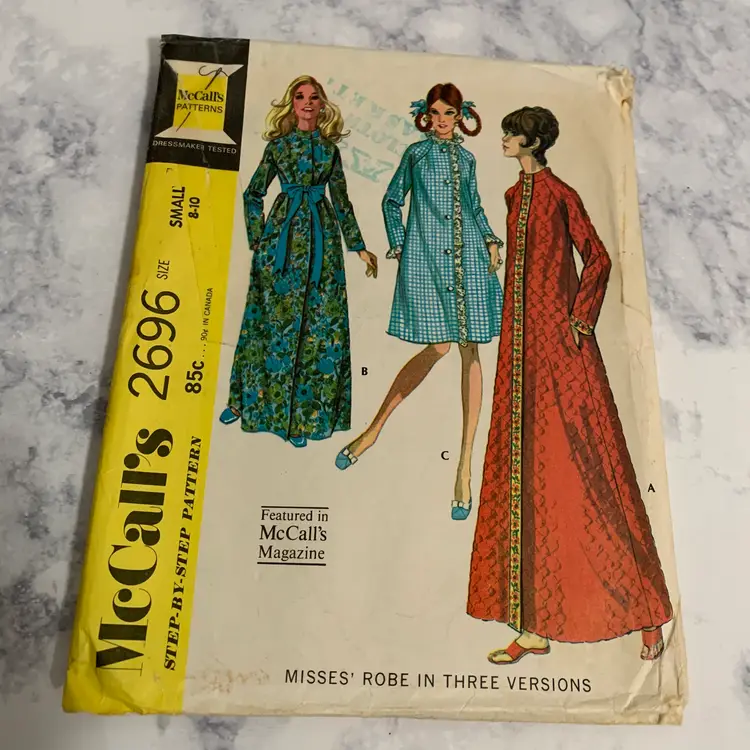 McCall's
PATTERNS
DRESSMAKER TESTED
SMALL
8-10
SIZE
2696
85c....90¢ IN CANADA
McCall's
STEP-BY-STEP PATTERN
B
C
A
Featured in
McCall's
Magazine
MISSES' ROBE IN THREE VERSIONS